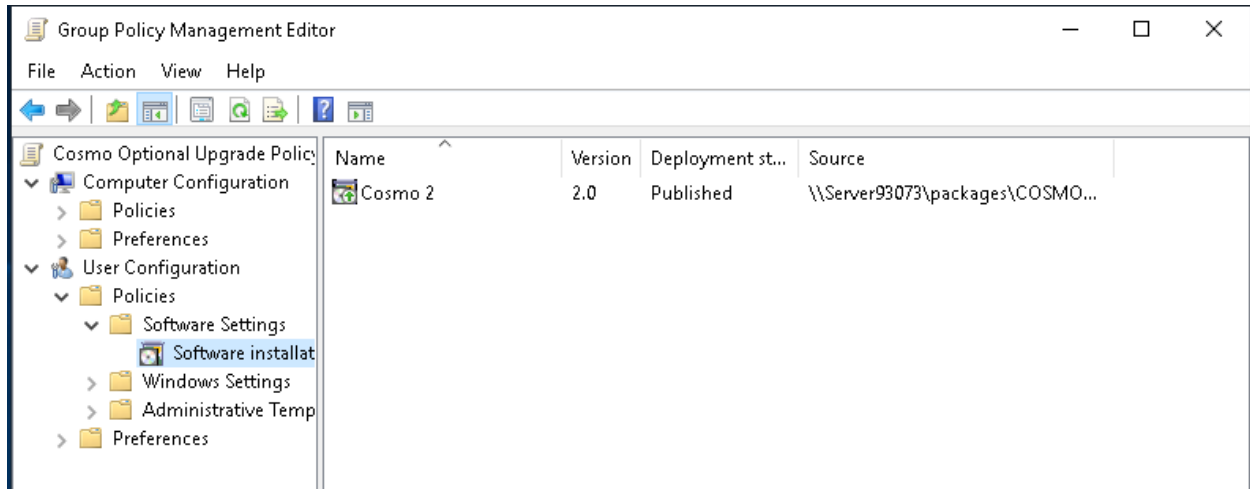 Group Policy Management Editor
File Action View Help
Cosmo Optional Upgrade Policy
Computer Configuration
Policies
Preferences
User Configuration
Policies
Software Settings
Software installat
Windows Settings
Administrative Temp
Preferences
Name Version Deployment st... Source
Cosmo 2 2.0 Published \\Server93073\packages\COSMO...